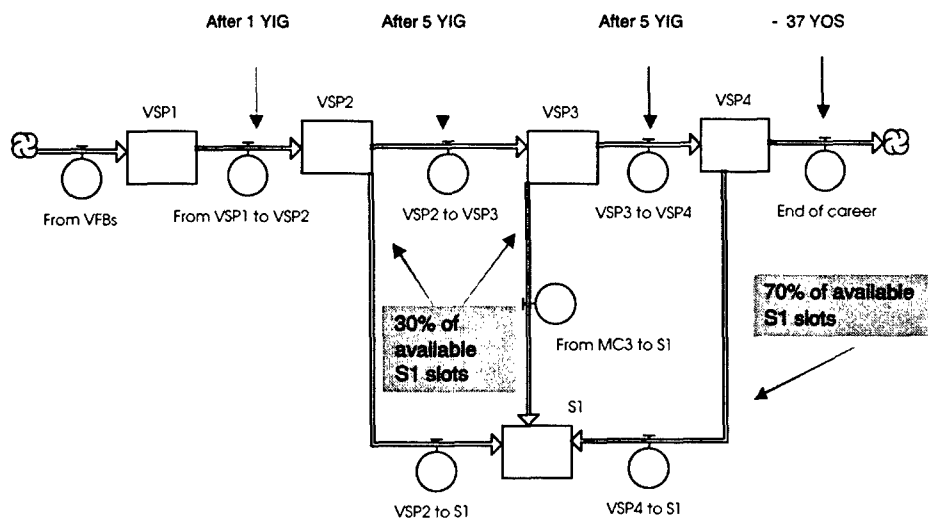 After 1 YIG
After 5 YIG
After 5 YIG
- 37 YOS
VSP1
VSP2
VSP3
VSP4
From VFBs
From VSP1 to VSP2
VSP2 to VSP3
VSP3 to VSP4
End of career
30% of
available
S1 slots
70% of available
S1 slots
From MC3 to S1
S1
VSP2 to S1
VSP4 to S1